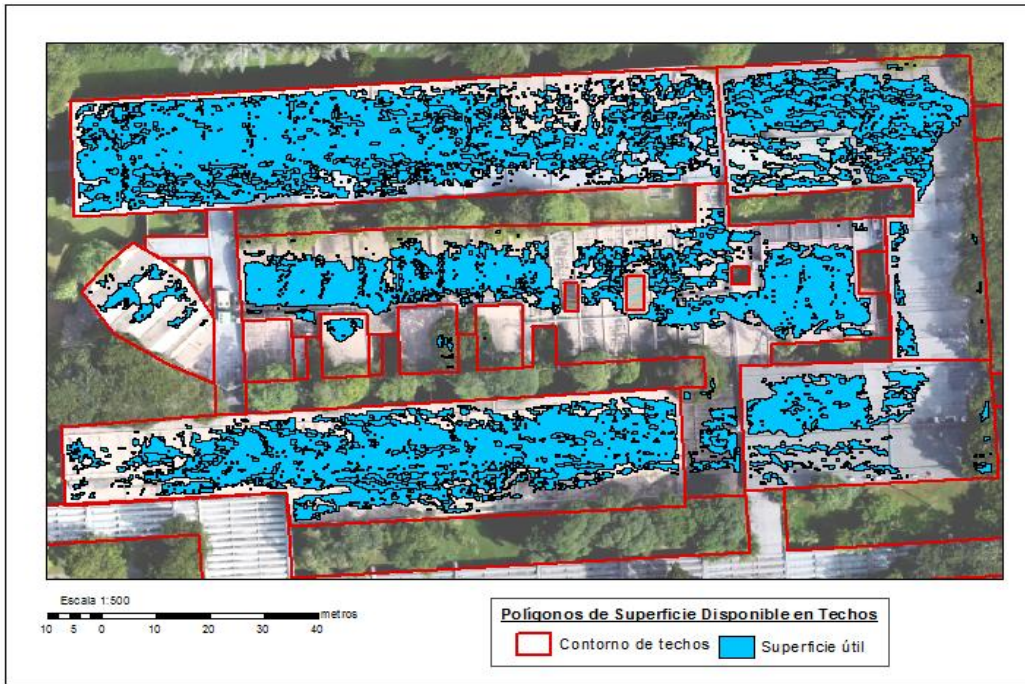 Escala 1:500
metros
10 5 0 10 20 30 40
Polígonos de Superficie Disponible en Techos
Contorno de techos Superficie útil